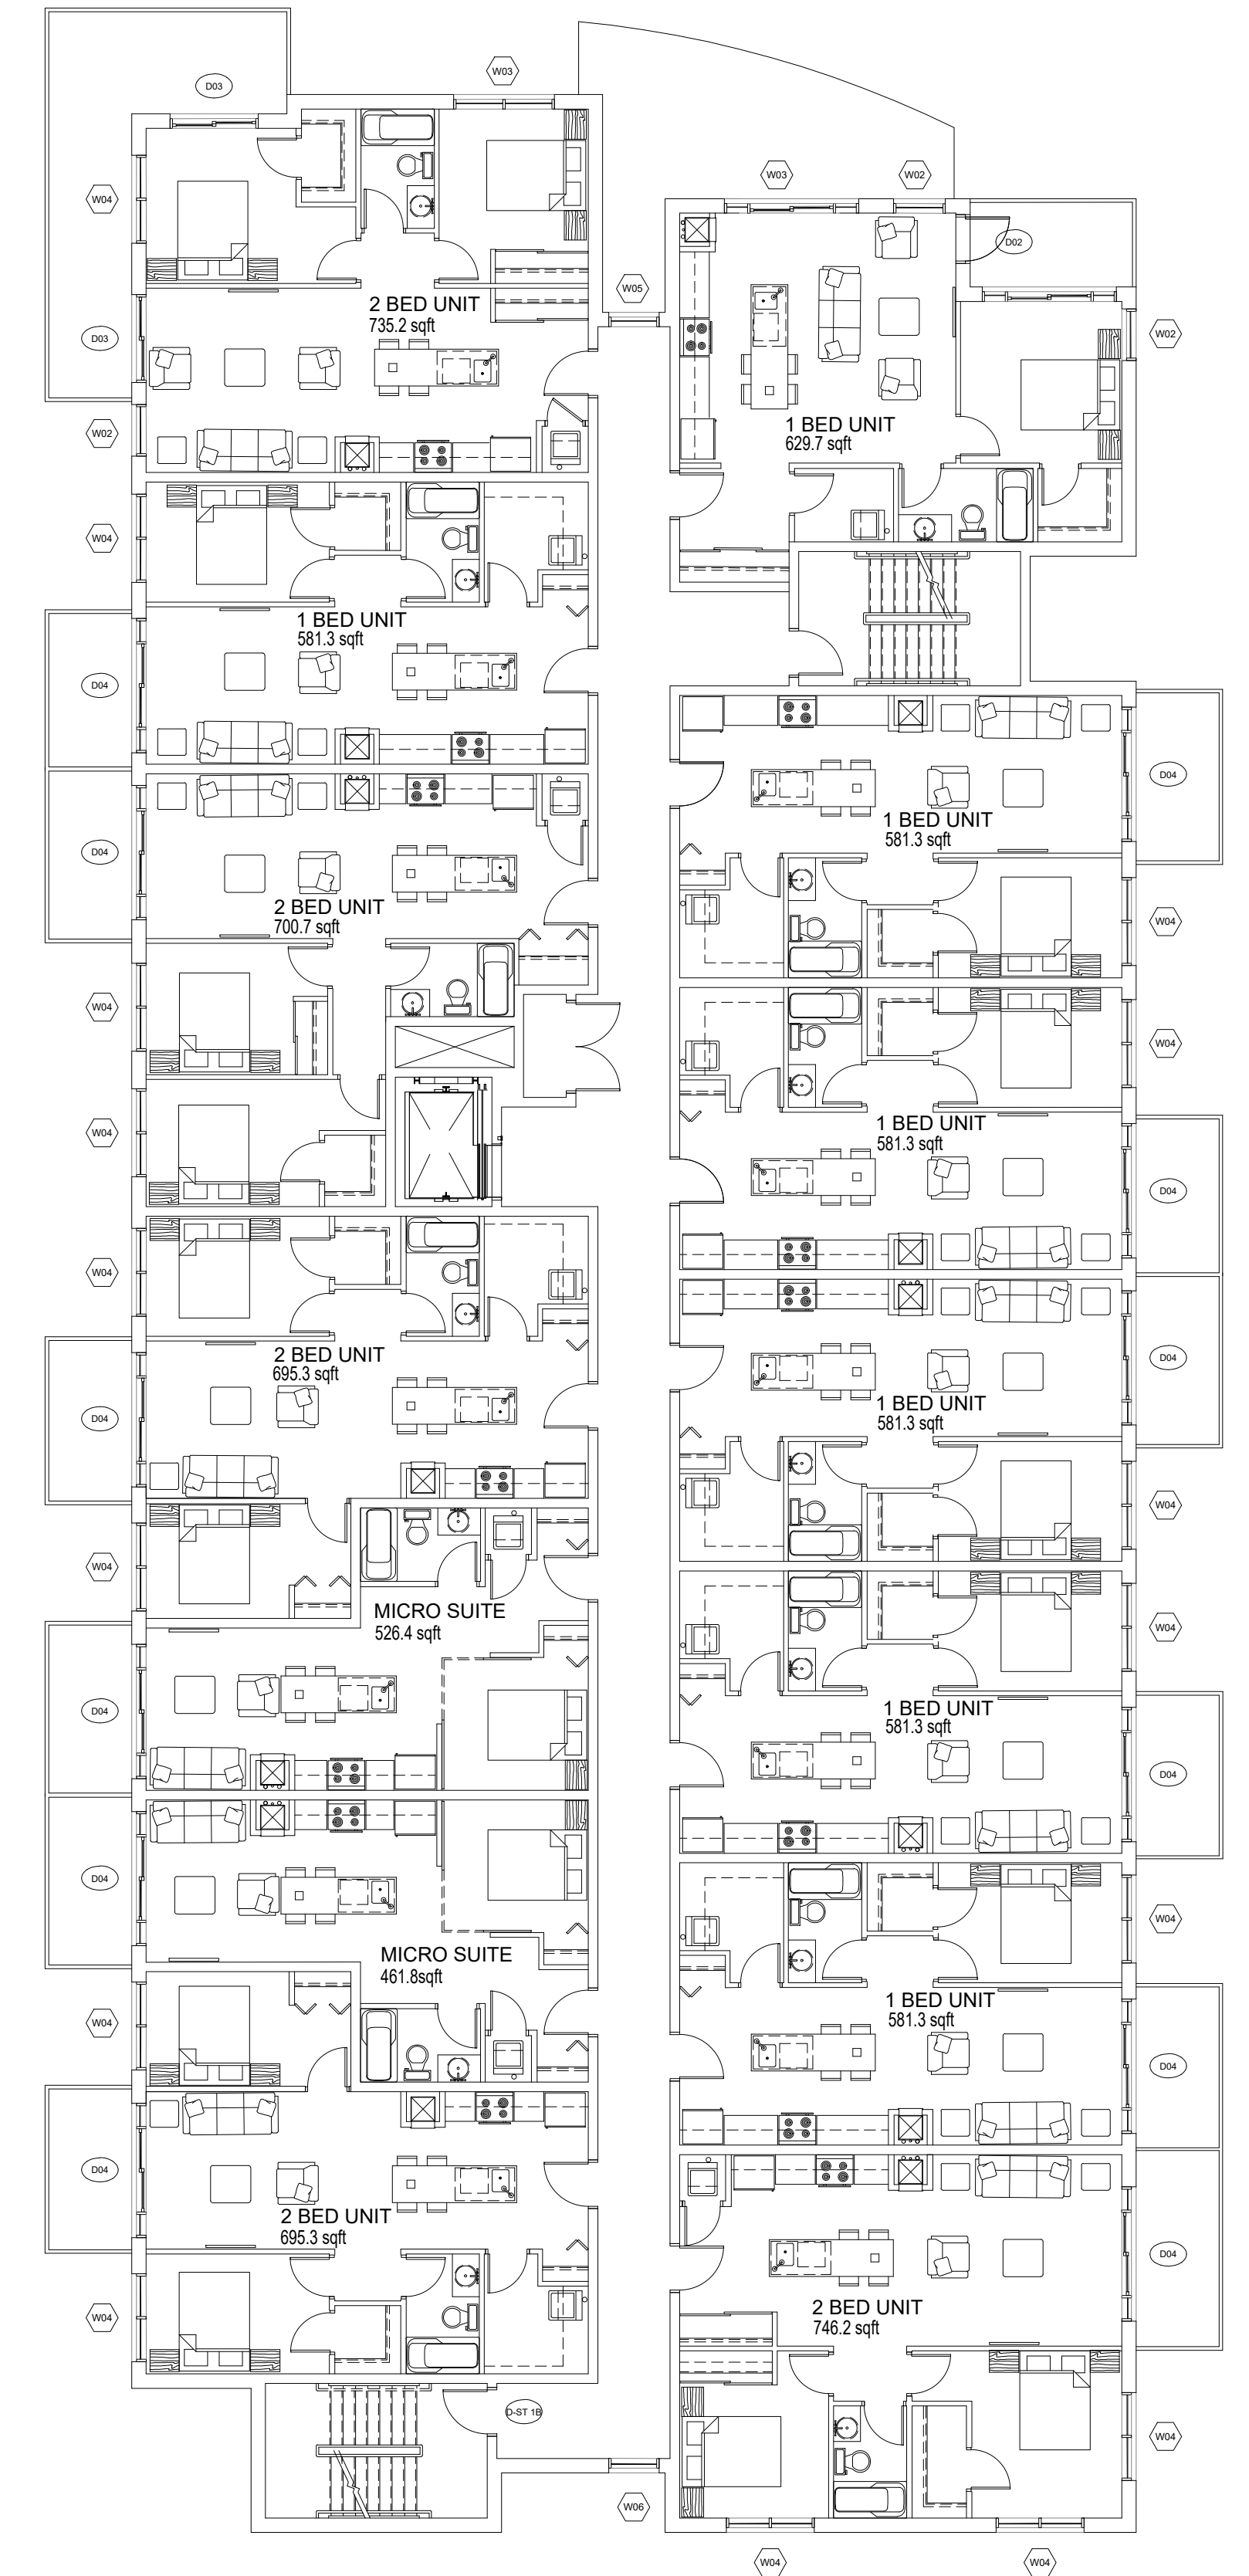 W03
D03
W03
W02
W04
D02
W05
2 BED UNIT
735.2 sqft
D03
W02
1 BED UNIT
629.7 sqft
W02
W04
1 BED UNIT
581.3 sqft
D04
D04
1 BED UNIT
581.3 sqft
D04
2 BED UNIT
700.7 sqft
W04
W04
W04
1 BED UNIT
581.3 sqft
W04
D04
W04
2 BED UNIT
695.3 sqft
D04
1 BED UNIT
581.3 sqft
D04
W04
W04
MICRO SUITE
526.4 sqft
W04
D04
1 BED UNIT
581.3 sqft
D04
D04
W04
MICRO SUITE
461.8sqft
W04
1 BED UNIT
581.3 sqft
D04
D04
2 BED UNIT
695.3 sqft
D04
W04
2 BED UNIT
746.2 sqft
D-ST 1B
W04
W06
W04
W04